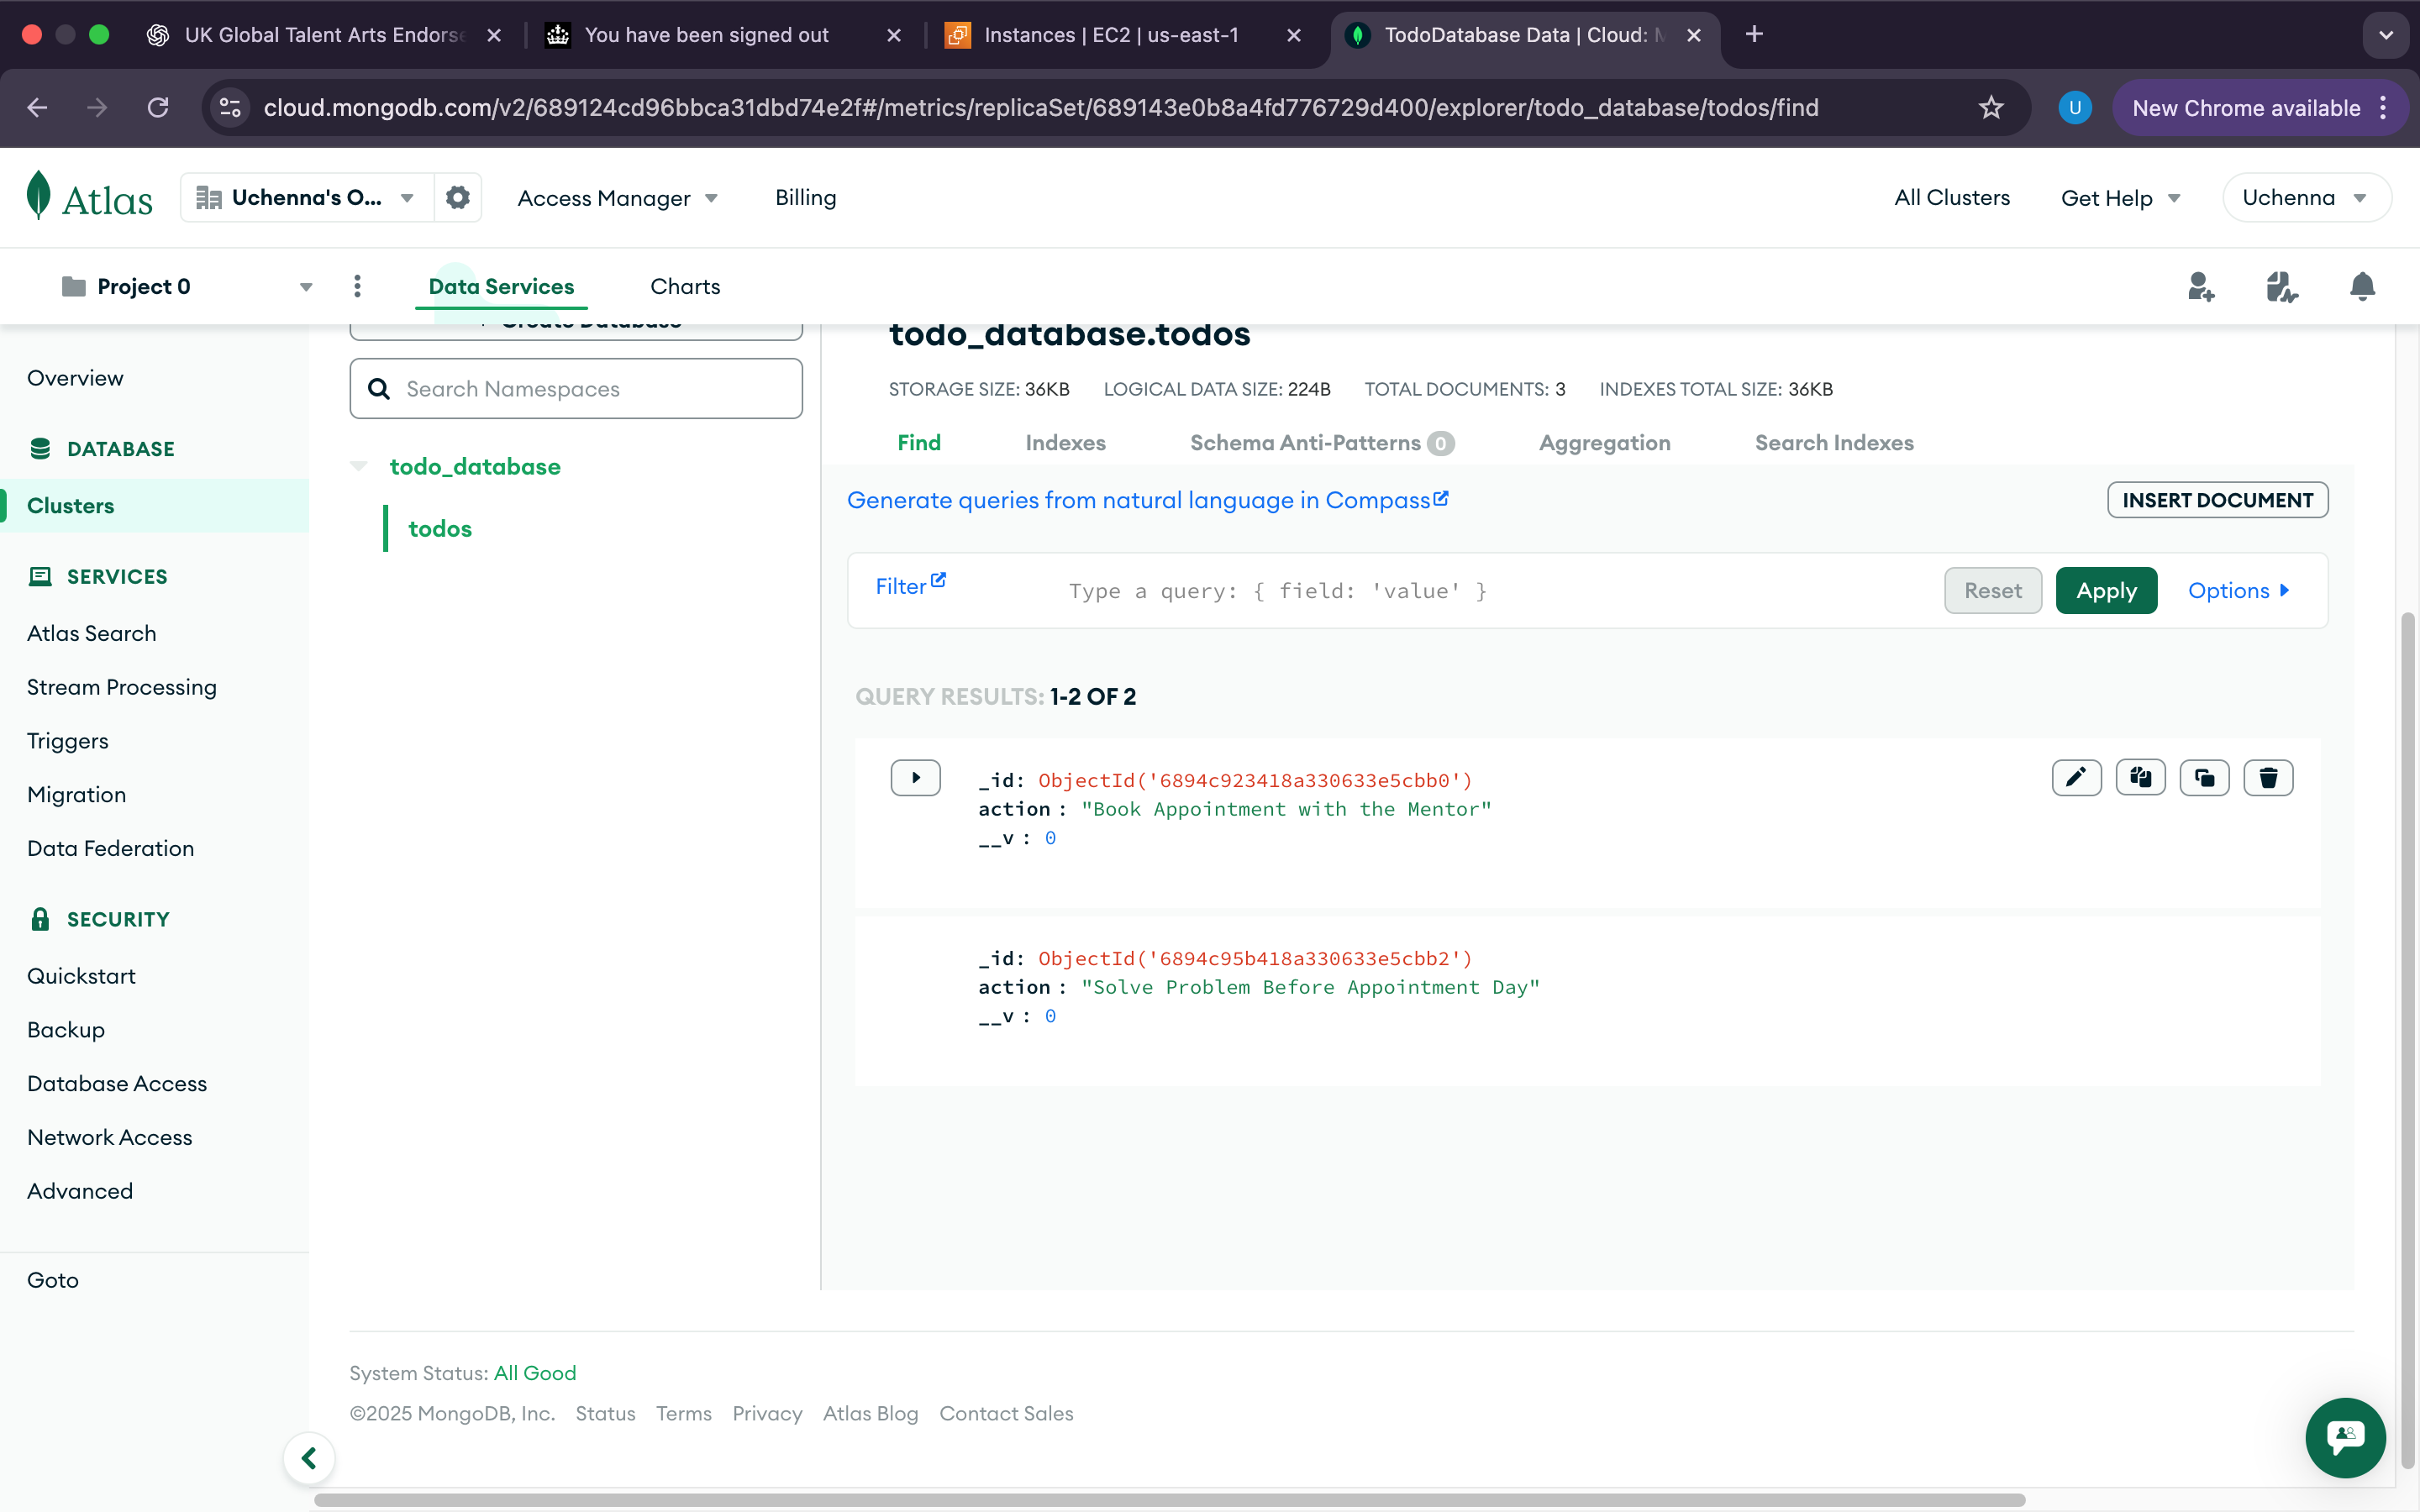 UK Global Talent Arts Endorse
You have been signed out
Instances | EC2 | us-east-1
TodoDatabase Data | Cloud: M
cloud.mongodb.com/v2/689124cd96bbca31dbd74e2f#/metrics/replicaSet/689143e0b8a4fd776729d400/explorer/todo_database/todos/find
U
New Chrome available
Atlas
Uchenna's O...
Access Manager
Billing
All Clusters
Get Help
Uchenna
Project 0
Data Services
Charts
Overview
DATABASE
Clusters
SERVICES
Atlas Search
Stream Processing
Triggers
Migration
Data Federation
SECURITY
Quickstart
Backup
Database Access
Network Access
Advanced
Goto
Create Database
Search Namespaces
todo_database
todos
todo_database.todos
STORAGE SIZE: 36KB LOGICAL DATA SIZE: 224B TOTAL DOCUMENTS: 3 INDEXES TOTAL SIZE: 36KB
Find Indexes Schema Anti-Patterns 0 Aggregation Search Indexes
Generate queries from natural language in Compass
INSERT DOCUMENT
Filter
Type a query: { field: 'value' }
Reset
Apply
Options
QUERY RESULTS: 1-2 OF 2
_id: ObjectId('6894c923418a330633e5cbb0')
action : "Book Appointment with the Mentor"
__v : 0
_id: ObjectId('6894c95b418a330633e5cbb2')
action : "Solve Problem Before Appointment Day"
__v : 0
System Status: All Good
©2025 MongoDB, Inc. Status Terms Privacy Atlas Blog Contact Sales